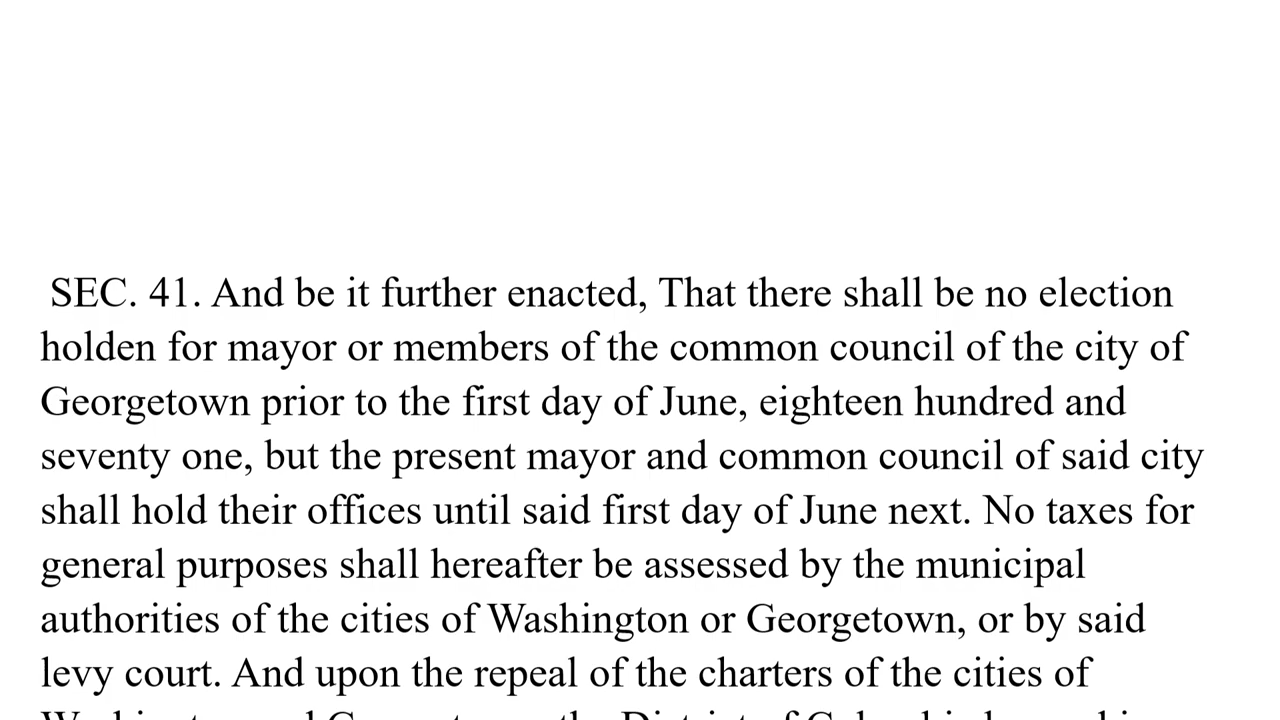 SEC. 41. And be it further enacted, That there shall be no election
holden for mayor or members of the common council of the city of
Georgetown prior to the first day of June, eighteen hundred and
seventy one, but the present mayor and common council of said city
shall hold their offices until said first day of June next. No taxes for
general purposes shall hereafter be assessed by the municipal
authorities of the cities of Washington or Georgetown, or by said
levy court. And upon the repeal of the charters of the cities of